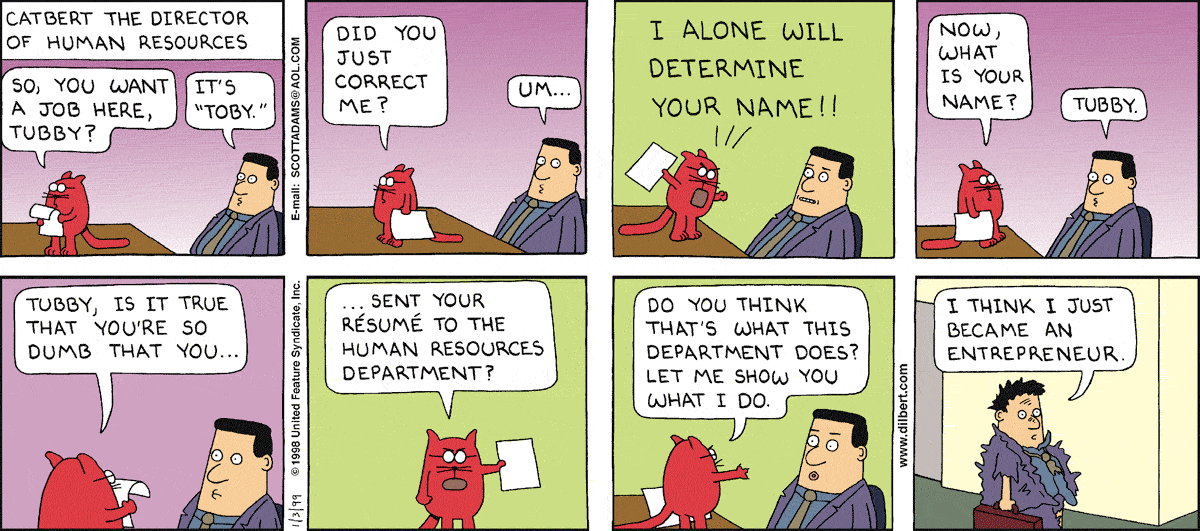 CATBERT THE DIRECTOR
OF HUMAN RESOURCES
SO, YOU WANT
A JOB HERE,
TUBBY?
IT'S
"TOBY."
E-mail: SCOTTADAMS@AOL.COM
DID YOU
JUST
CORRECT
ME?
UM...
I ALONE WILL
DETERMINE
YOUR NAME!!
NOW,
WHAT
IS YOUR
NAME?
TUBBY.
TUBBY, IS IT TRUE
THAT YOU'RE SO
DUMB THAT YOU...
1/3/99 © 1998 United Feature Syndicate, Inc.
...SENT YOUR
RÉSUMÉ TO THE
HUMAN RESOURCES
DEPARTMENT?
DO YOU THINK
THAT'S WHAT THIS
DEPARTMENT DOES?
LET ME SHOW YOU
WHAT I DO.
www.dilbert.com
I THINK I JUST
BECAME AN
ENTREPRENEUR.